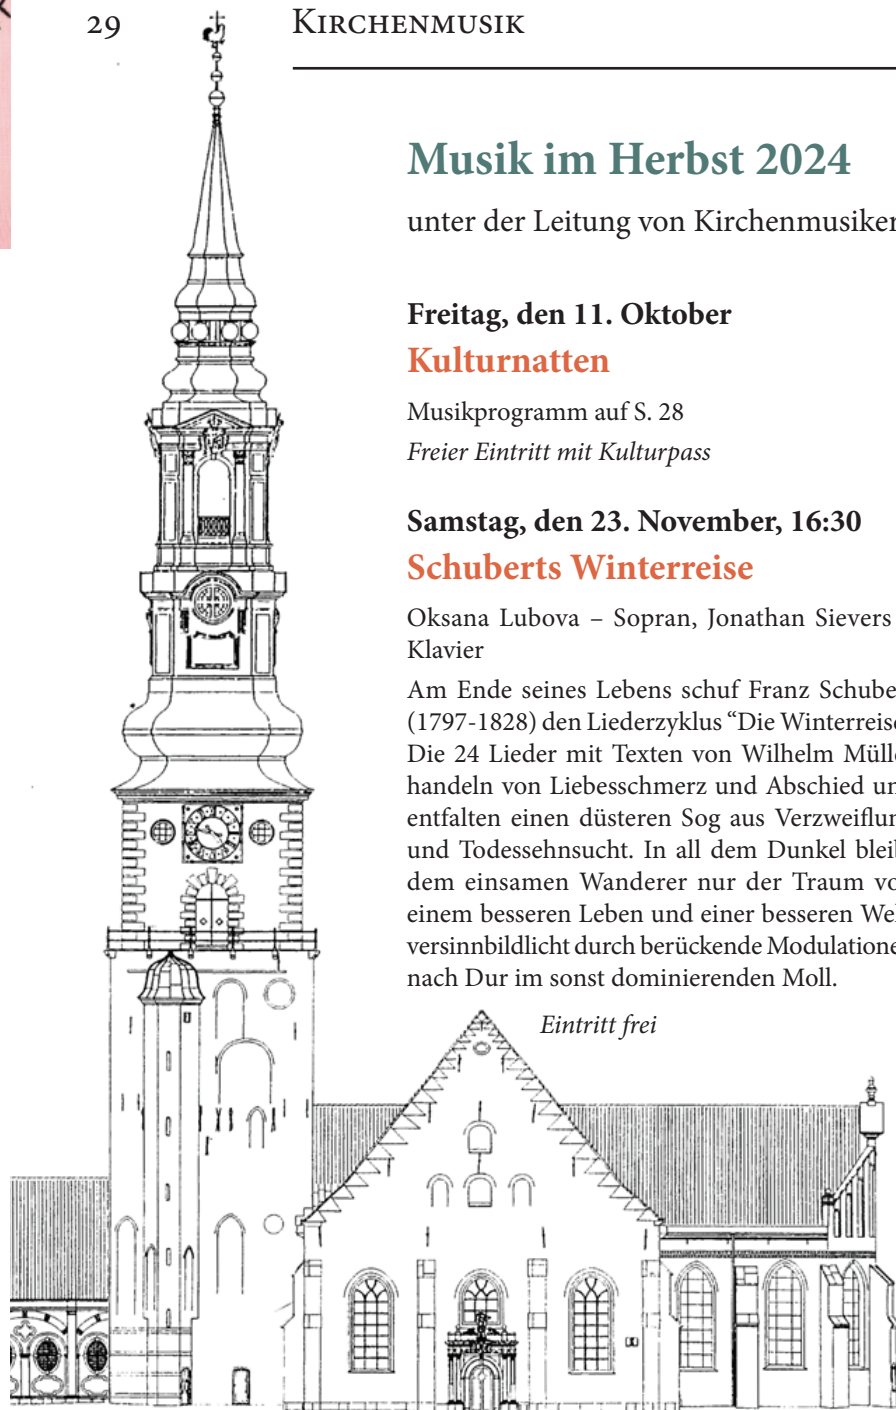 29
KIRCHENMUSIK
Musik im Herbst 2024
unter der Leitung von Kirchenmusiker
Freitag, den 11. Oktober
Kulturnatten
Musikprogramm auf S. 28
Freier Eintritt mit Kulturpass
Samstag, den 23. November, 16:30
Schuberts Winterreise
Oksana Lubova – Sopran, Jonathan Sievers
Klavier
Am Ende seines Lebens schuf Franz
(1797-1828) den Liederzyklus “Die
Die 24 Lieder mit Texten von Wilhelm
handeln von Liebesschmerz und Abschied
entfalten einen düsteren Sog aus
und Todessehnsucht. In all dem Dunkel
dem einsamen Wanderer nur der Traum
einem besseren Leben und einer besseren
versinnbildlicht durch berückende
nach Dur im sonst dominierenden Moll.
Eintritt frei